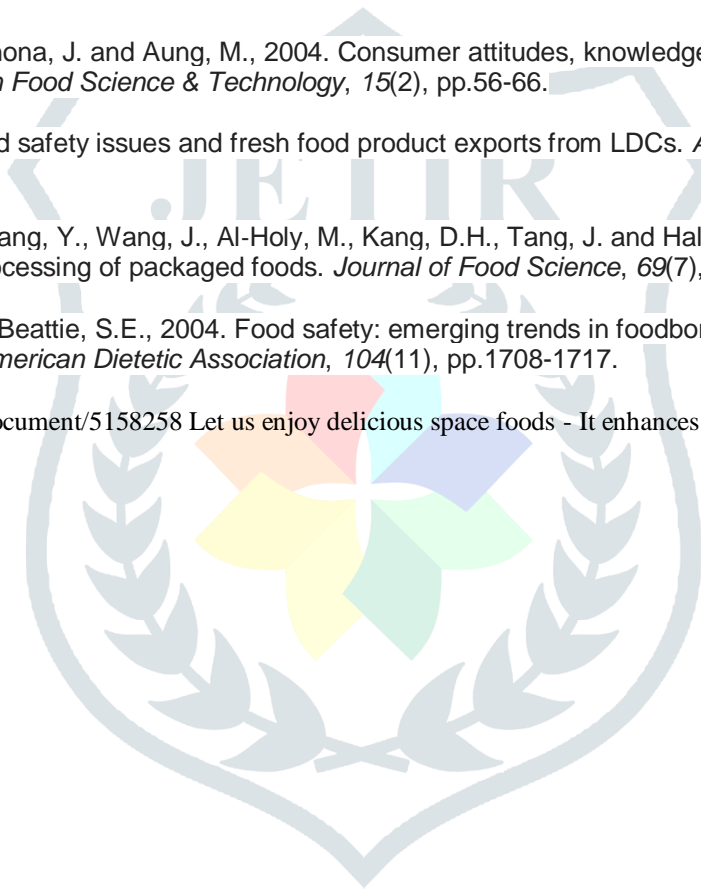 nona, J. and Aung, M., 2004. Consumer attitudes, knowledge
n Food Science & Technology, 15(2), pp.56-66.
d safety issues and fresh food product exports from LDCs. A
JETIR
ang, Y., Wang, J., Al-Holy, M., Kang, D.H., Tang, J. and Hal
ocessing of packaged foods. Journal of Food Science, 69(7),
Beattie, S.E., 2004. Food safety: emerging trends in foodbor
merican Dietetic Association, 104(11), pp.1708-1717.
ocument/5158258 Let us enjoy delicious space foods - It enhances